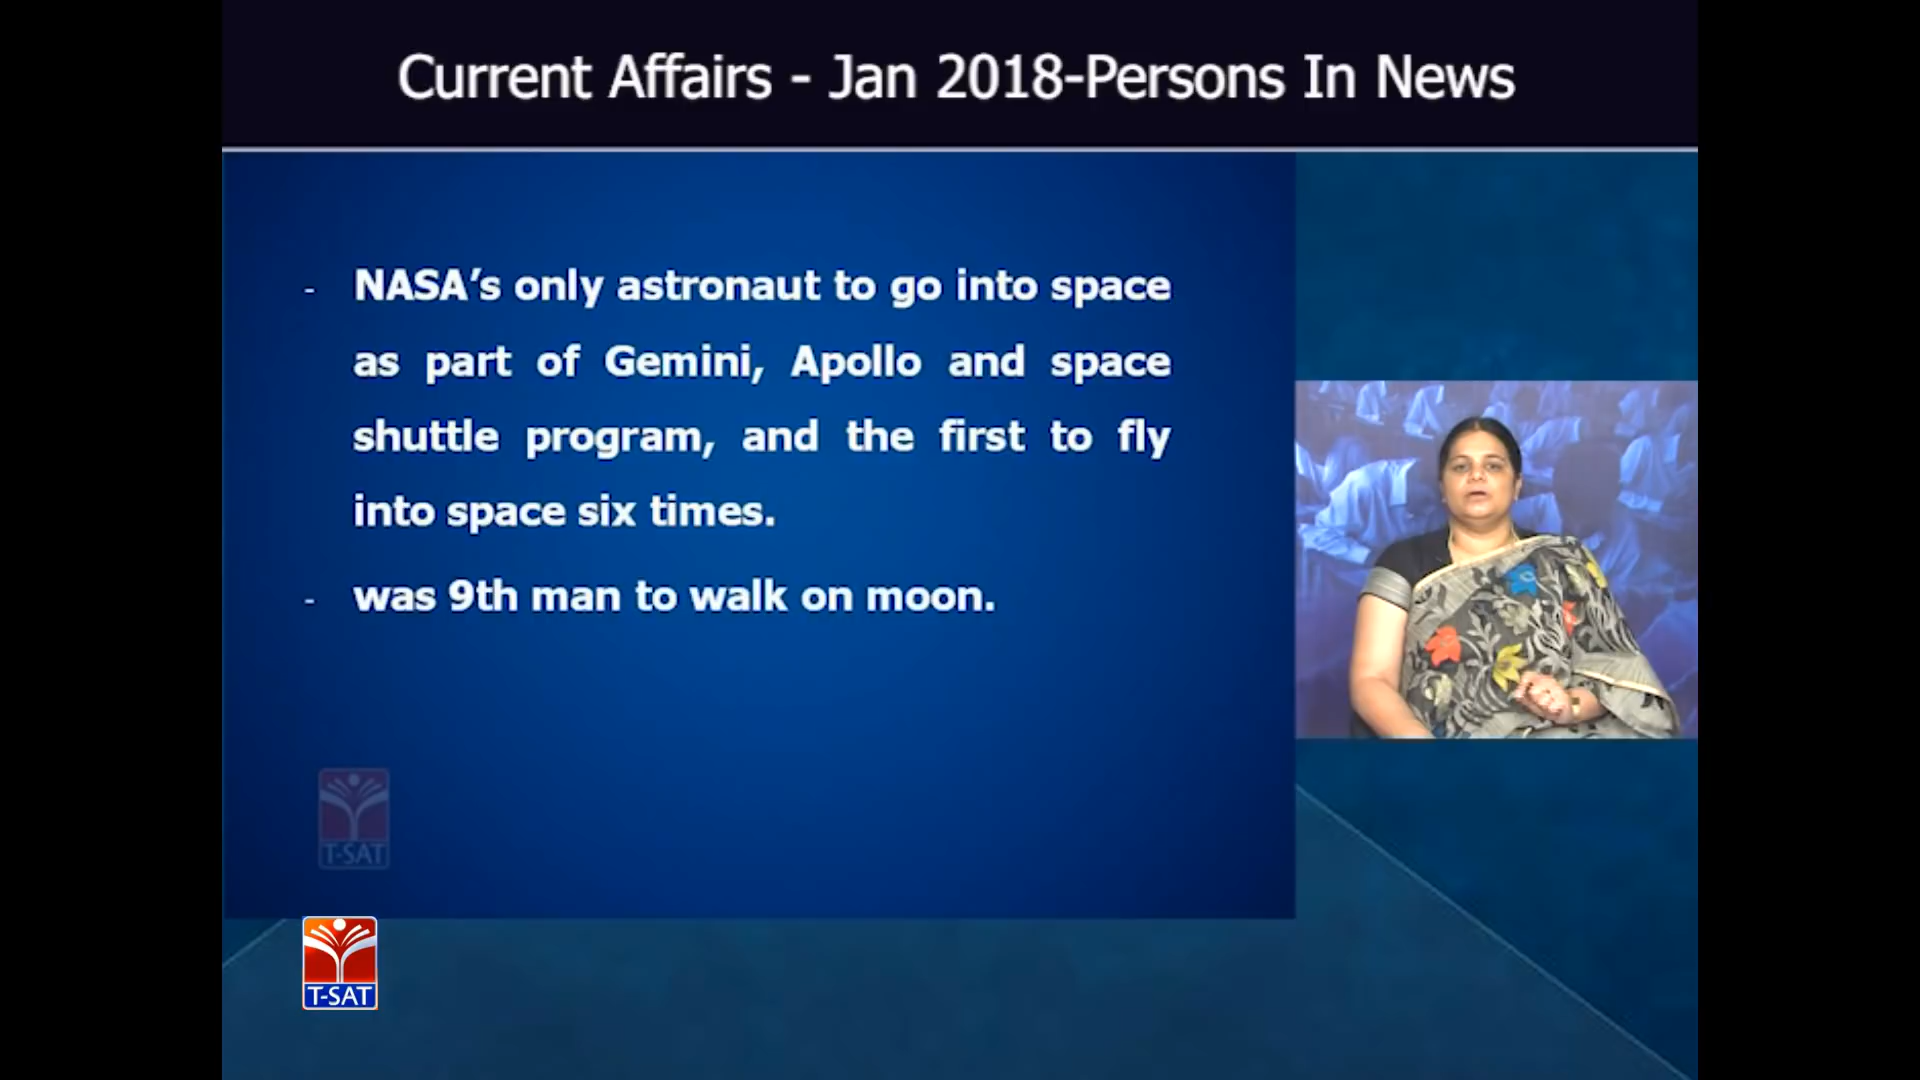 Current Affairs - Jan 2018-Persons In News
- NASA’s only astronaut to go into space
as part of Gemini, Apollo and space
shuttle program, and the first to fly
into space six times.
- was 9th man to walk on moon.
T-SAT
T-SAT